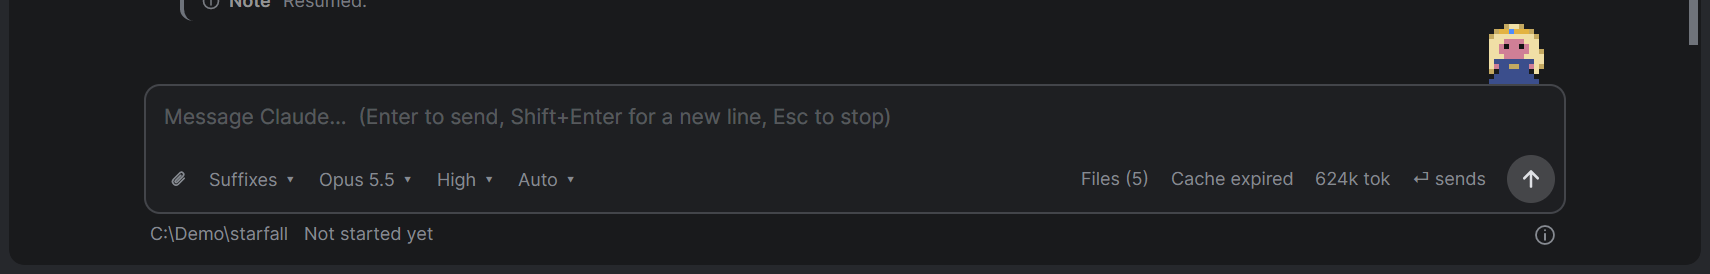 Note Resumed.
Message Claude... (Enter to send, Shift+Enter for a new line, Esc to stop)
Suffixes ▾ Opus 5.5 ▾ High ▾ Auto ▾ Files (5) Cache expired 624k tok ↵ sends
C:\Demo\starfall Not started yet